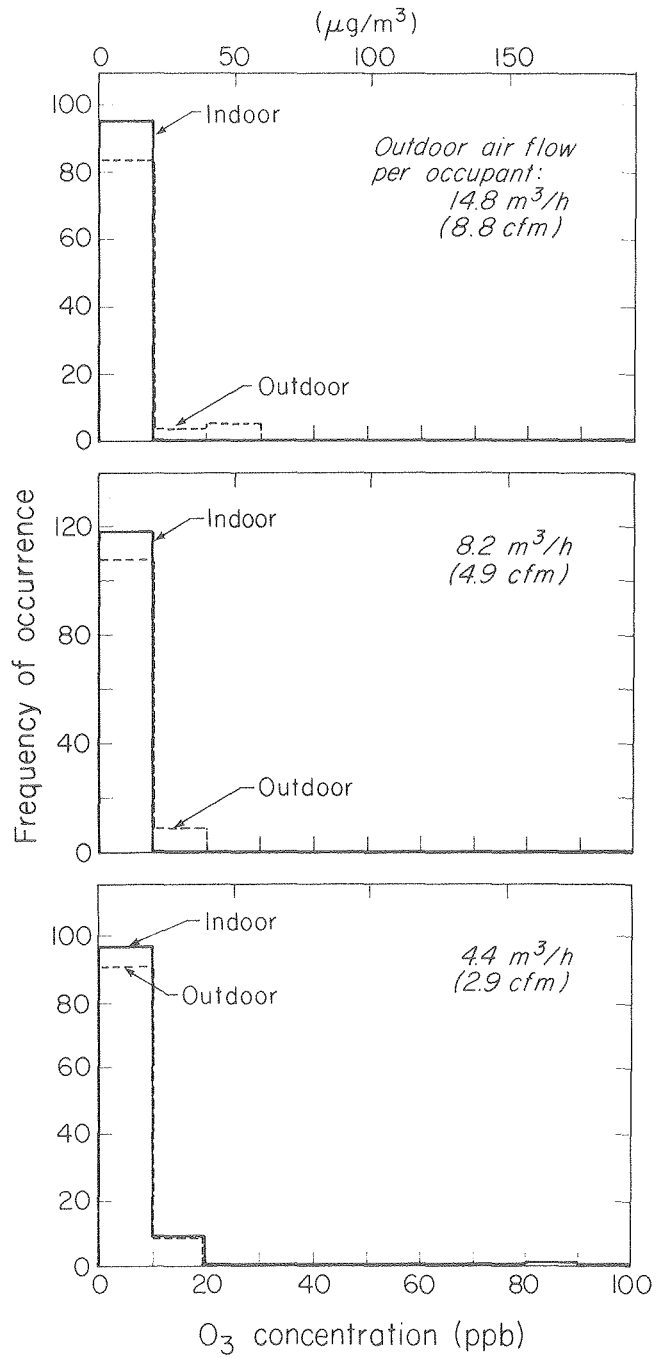 (μg/m³)
0 50 100 150
100
80
60
40
20
0
Indoor
Outdoor air flow
per occupant:
14.8 m³/h
(8.8 cfm)
Outdoor
Frequency of occurrence
120
80
40
0
Indoor
8.2 m³/h
(4.9 cfm)
Outdoor
100
80
60
40
20
0
Indoor
Outdoor
4.4 m³/h
(2.9 cfm)
0 20 40 60 80 100
O₃ concentration (ppb)